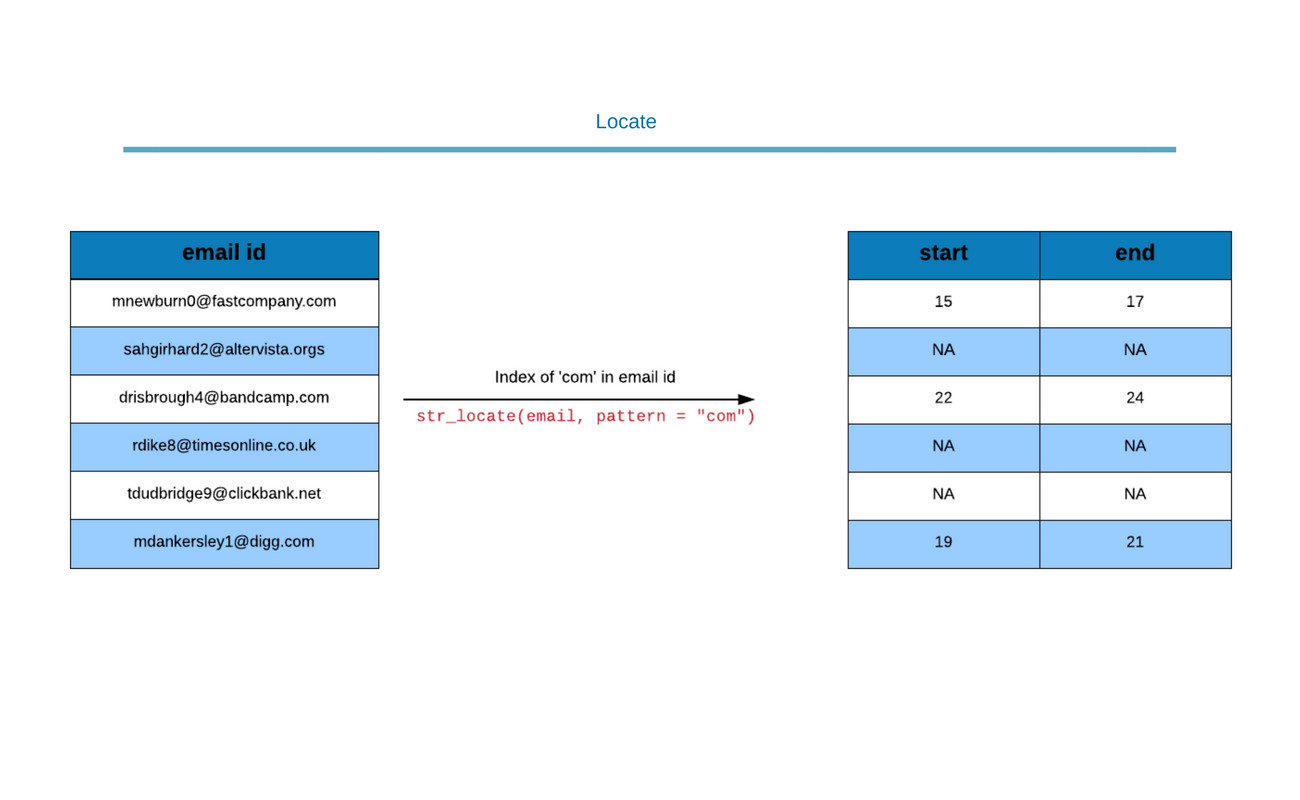 Locate
email id
mnewburn0@fastcompany.com
sahgirhard2@altervista.orgs
drisbrough4@bandcamp.com
rdike8@timesonline.co.uk
tdudbridge9@clickbank.net
mdankersley1@digg.com
Index of 'com' in email id
str_locate(email, pattern = "com")
start end
15 17
NA NA
22 24
NA NA
NA NA
19 21